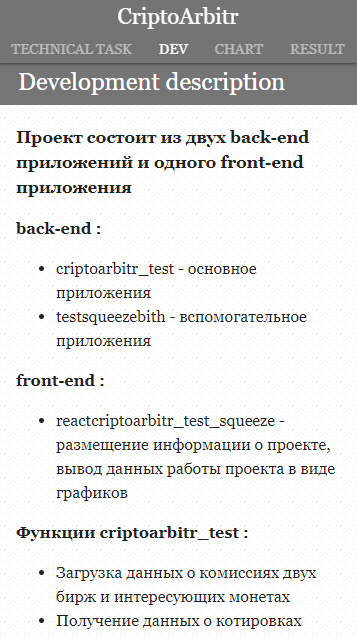 CriptoArbitr
TECHNICAL TASK DEV CHART RESULT
Development description
Проект состоит из двух back-end
приложений и одного front-end
приложения
back-end :
• criptoarbitr_test - основное
приложения
• testsqueezebith - вспомогательное
приложения
front-end :
• reactcriptoarbitr_test_squeeze -
размещение информации о проекте,
вывод данных работы проекта в виде
графиков
Функции criptoarbitr_test :
• Загрузка данных о комиссиях двух
бирж и интересующих монетах
• Получение данных о котировках